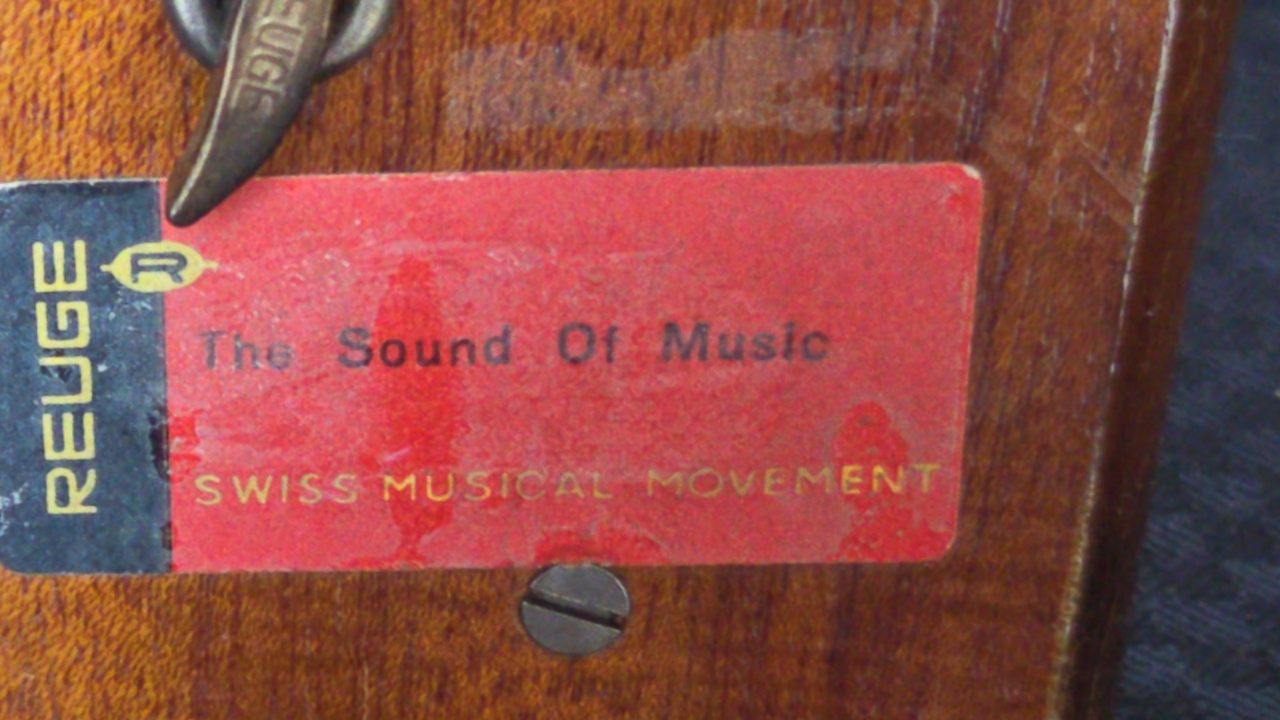 REUGE
REUGE
R
The Sound Of Music
SWISS MUSICAL MOVEMENT